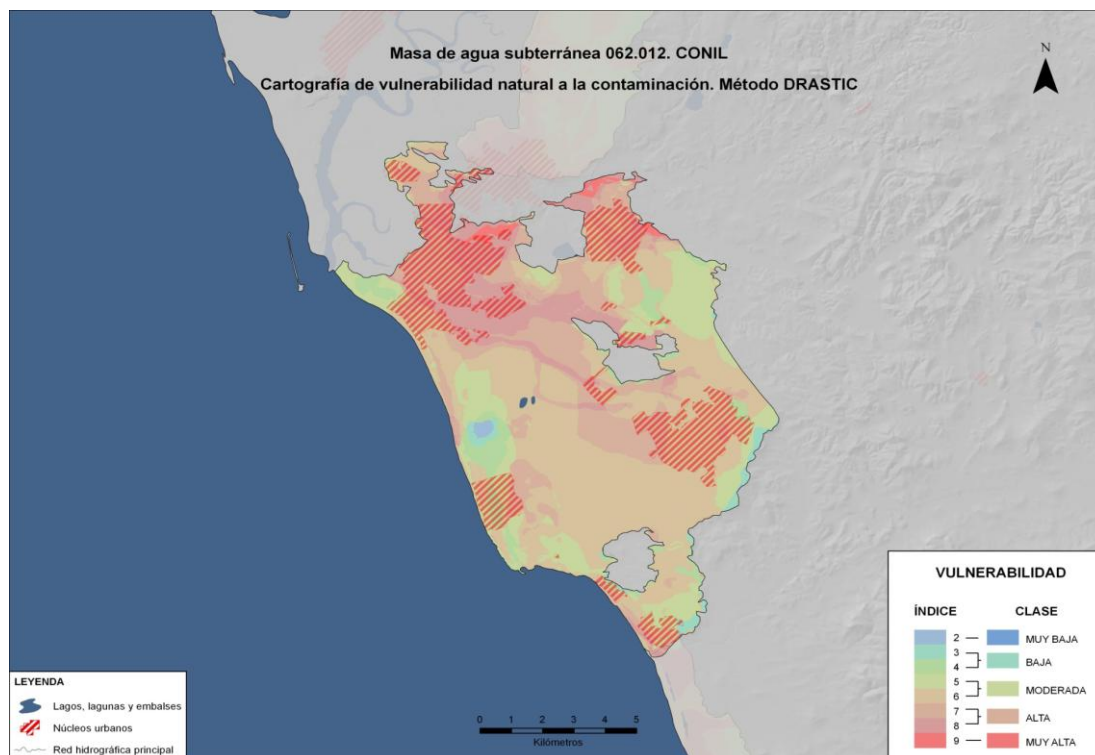 Masa de agua subterránea 062.012. CONIL
Cartografía de vulnerabilidad natural a la contaminación. Método DRASTIC
N
VULNERABILIDAD
ÍNDICE CLASE
2 MUY BAJA
3
BAJA
4
5
MODERADA
6
7
ALTA
8
9 MUY ALTA
LEYENDA
Lagos, lagunas y embalses
Núcleos urbanos
Red hidrográfica principal
0 1 2 3 4 5
Kilómetros